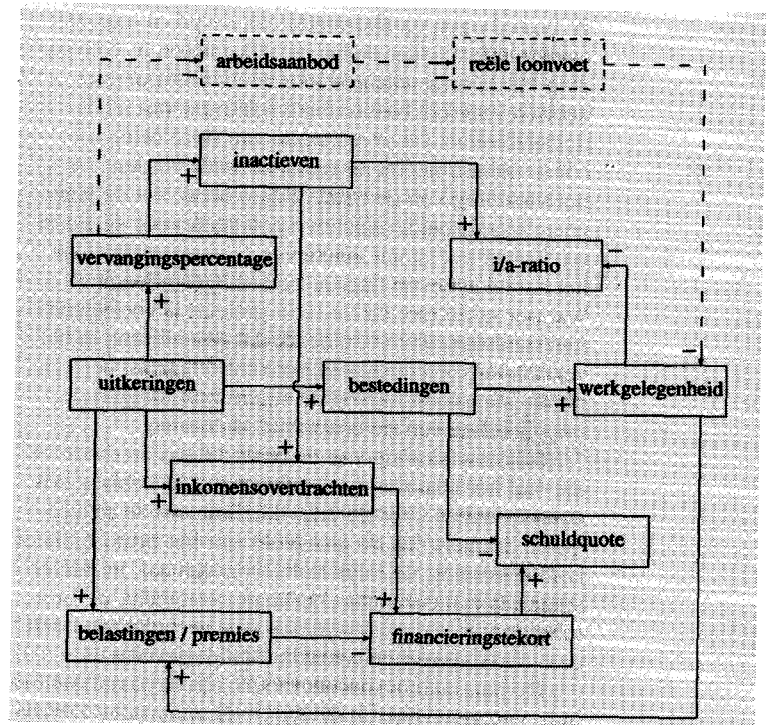 arbeidsaanbod
reële loonvoet
−
−
inactieven
+
+
−
vervangingspercentage
i/a-ratio
+
−
uitkeringen
bestedingen
werkgelegenheid
+
+
+
inkomensoverdrachten
+
schuldquote
−
+
+
+
belastingen / premies
financieringstekort
−
+